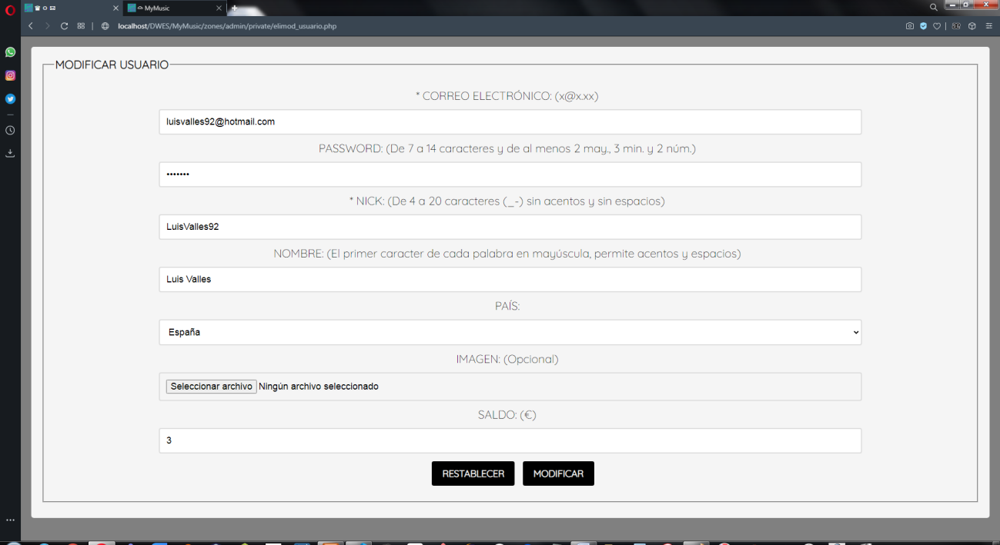 MyMusic
localhost/DWES/MyMusic/zones/admin/private/elimod_usuario.php
MODIFICAR USUARIO
* CORREO ELECTRÓNICO: (x@x.xx)
luisvalles92@hotmail.com
PASSWORD: (De 7 a 14 caracteres y de al menos 2 may., 3 min. y 2 núm.)
•••••••
* NICK: (De 4 a 20 caracteres (_-) sin acentos y sin espacios)
LuisValles92
NOMBRE: (El primer caracter de cada palabra en mayúscula, permite acentos y espacios)
Luis Valles
PAÍS:
España
IMAGEN: (Opcional)
Seleccionar archivo Ningún archivo seleccionado
SALDO: (€)
3
RESTABLECER MODIFICAR